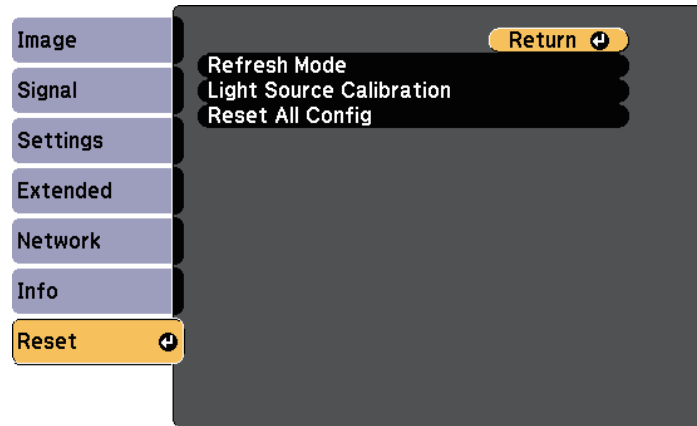 Image
Signal
Settings
Extended
Network
Info
Reset
Return
Refresh Mode
Light Source Calibration
Reset All Config